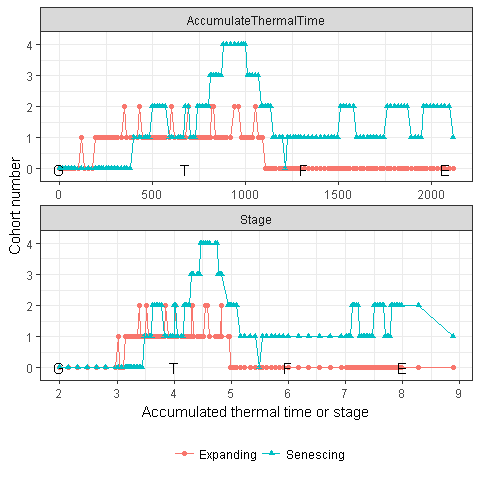 AccumulateThermalTime
4
3
2
1
0
G T F E
0 500 1000 1500 2000
Stage
4
3
2
1
0
G T F E
2 3 4 5 6 7 8 9
Cohort number
Accumulated thermal time or stage
Expanding Senescing